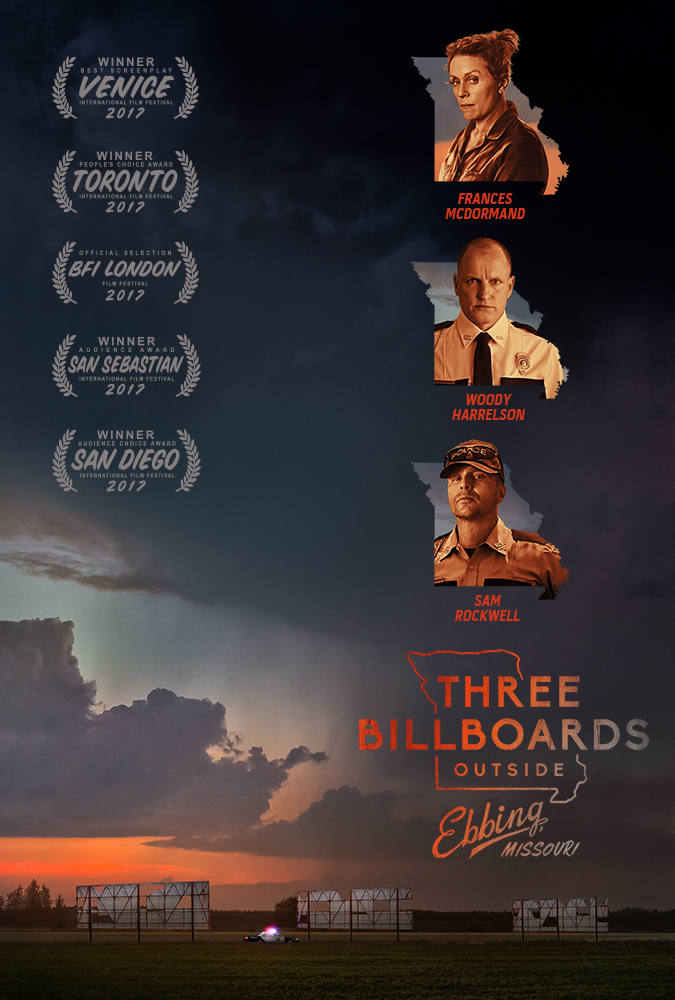 WINNER
BEST SCREENPLAY
VENICE
INTERNATIONAL FILM FESTIVAL
2017
WINNER
PEOPLE'S CHOICE AWARD
TORONTO
INTERNATIONAL FILM FESTIVAL
2017
OFFICIAL SELECTION
BFI LONDON
FILM FESTIVAL
2017
WINNER
AUDIENCE AWARD
SAN SEBASTIAN
INTERNATIONAL FILM FESTIVAL
2017
WINNER
AUDIENCE CHOICE AWARD
SAN DIEGO
INTERNATIONAL FILM FESTIVAL
2017
FRANCES
MCDORMAND
WOODY
HARRELSON
POLICE
SAM
ROCKWELL
THREE
BILLBOARDS
OUTSIDE
Ebbing,
MISSOURI